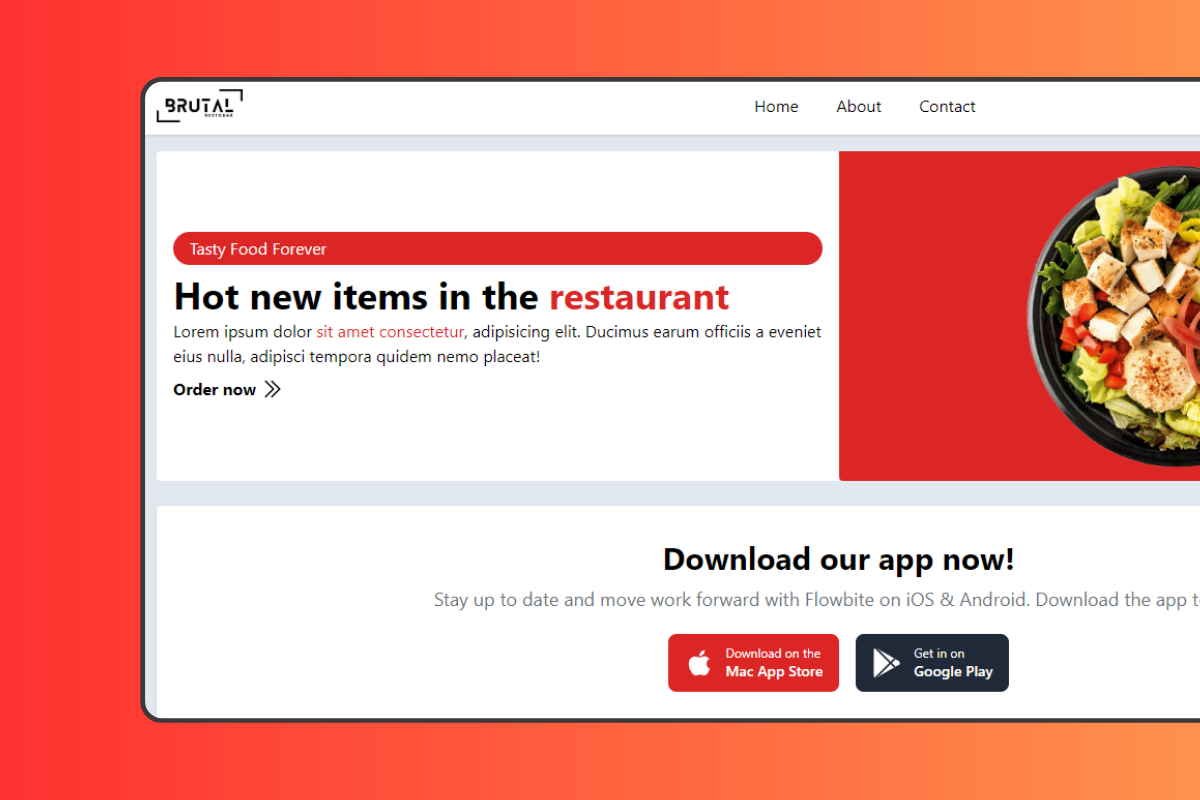 BRUTAL
RESTOBAR
Home About Contact
Tasty Food Forever
Hot new items in the restaurant
Lorem ipsum dolor sit amet consectetur, adipisicing elit. Ducimus earum officiis a eveniet
eius nulla, adipisci tempora quidem nemo placeat!
Order now
Download our app now!
Stay up to date and move work forward with Flowbite on iOS & Android. Download the app
Download on the
Mac App Store
Get in on
Google Play